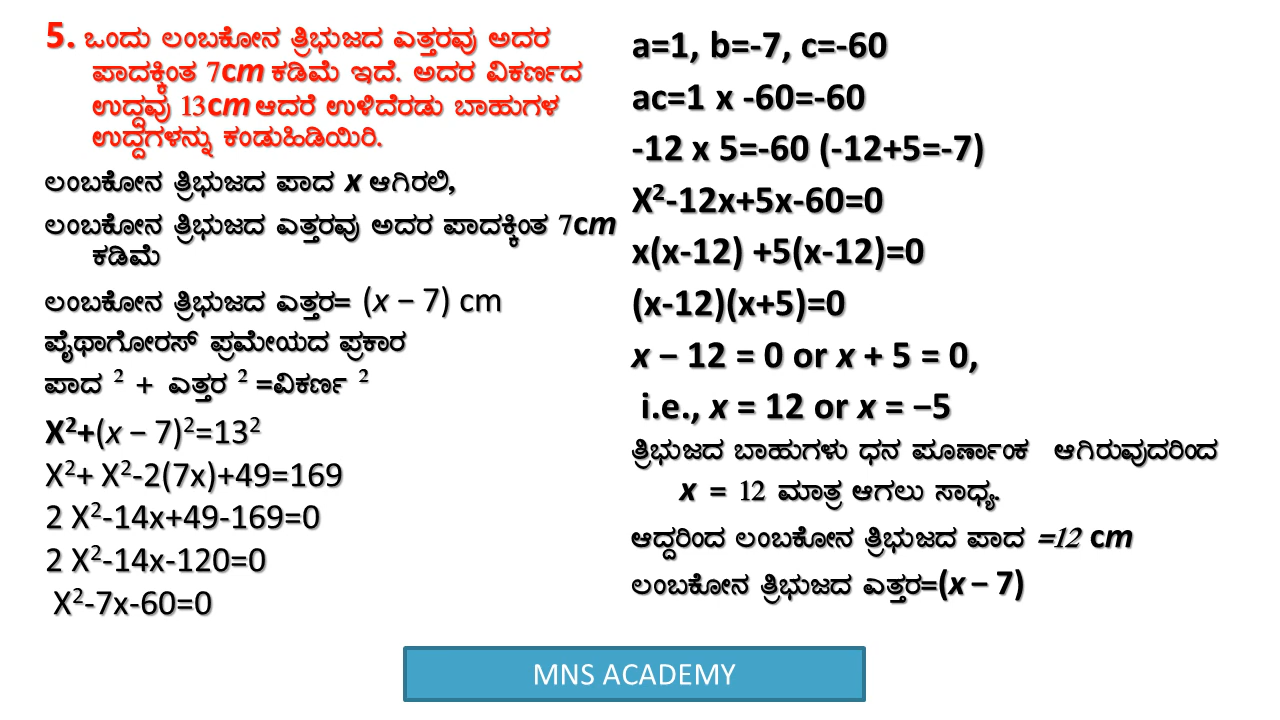 5. ಒಂದು ಲಂಬಕೋನ ತ್ರಿಭುಜದ ಎತ್ತರವು ಅದರ
ಪಾದಕ್ಕಿಂತ 7cm ಕಡಿಮೆ ಇದೆ. ಅದರ ವಿಕರ್ಣದ
ಉದ್ದವು 13cm ಆದರೆ ಉಳಿದೆರಡು ಬಾಹುಗಳ
ಉದ್ದಗಳನ್ನು ಕಂಡುಹಿಡಿಯಿರಿ.
ಲಂಬಕೋನ ತ್ರಿಭುಜದ ಪಾದ x ಆಗಿರಲಿ,
ಲಂಬಕೋನ ತ್ರಿಭುಜದ ಎತ್ತರವು ಅದರ ಪಾದಕ್ಕಿಂತ 7cm
ಕಡಿಮೆ
ಲಂಬಕೋನ ತ್ರಿಭುಜದ ಎತ್ತರ= (x − 7) cm
ಪೈಥಾಗೋರಸ್ ಪ್ರಮೇಯದ ಪ್ರಕಾರ
ಪಾದ ² + ಎತ್ತರ ² =ವಿಕರ್ಣ ²
X²+(x − 7)²=13²
X²+ X²-2(7x)+49=169
2 X²-14x+49-169=0
2 X²-14x-120=0
X²-7x-60=0
a=1, b=-7, c=-60
ac=1 x -60=-60
-12 x 5=-60 (-12+5=-7)
X²-12x+5x-60=0
x(x-12) +5(x-12)=0
(x-12)(x+5)=0
x − 12 = 0 or x + 5 = 0,
i.e., x = 12 or x = −5
ತ್ರಿಭುಜದ ಬಾಹುಗಳು ಧನ ಪೂರ್ಣಾಂಕ ಆಗಿರುವುದರಿಂದ
x = 12 ಮಾತ್ರ ಆಗಲು ಸಾಧ್ಯ.
ಆದ್ದರಿಂದ ಲಂಬಕೋನ ತ್ರಿಭುಜದ ಪಾದ =12 cm
ಲಂಬಕೋನ ತ್ರಿಭುಜದ ಎತ್ತರ=(x − 7)
MNS ACADEMY